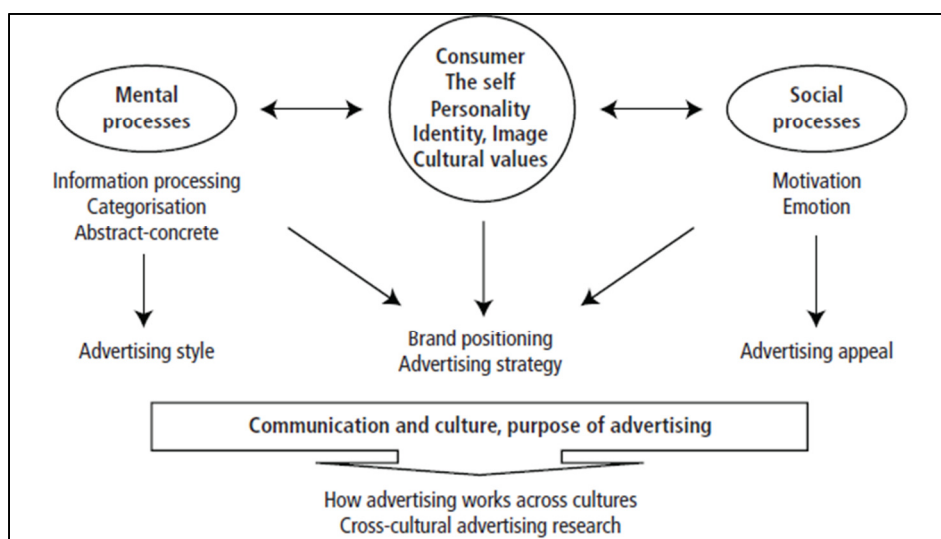 Consumer
The self
Personality
Identity, Image
Cultural values
Mental
processes
Social
processes
Information processing
Categorisation
Abstract-concrete
Motivation
Emotion
Advertising style
Brand positioning
Advertising strategy
Advertising appeal
Communication and culture, purpose of advertising
How advertising works across cultures
Cross-cultural advertising research